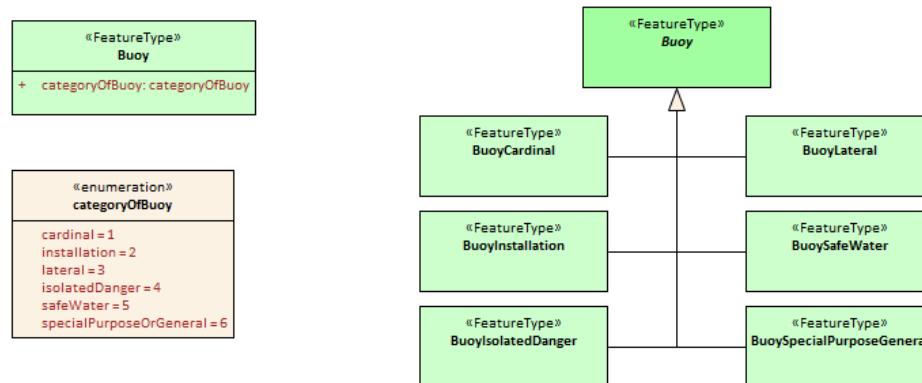 «FeatureType»
Buoy
+ categoryOfBuoy: categoryOfBuoy
«enumeration»
categoryOfBuoy
cardinal = 1
installation = 2
lateral = 3
isolatedDanger = 4
safeWater = 5
specialPurposeOrGeneral = 6
«FeatureType»
Buoy
«FeatureType»
BuoyCardinal
«FeatureType»
BuoyLateral
«FeatureType»
BuoyInstallation
«FeatureType»
BuoySafeWater
«FeatureType»
BuoyIsolatedDanger
«FeatureType»
BuoySpecialPurposeGenera